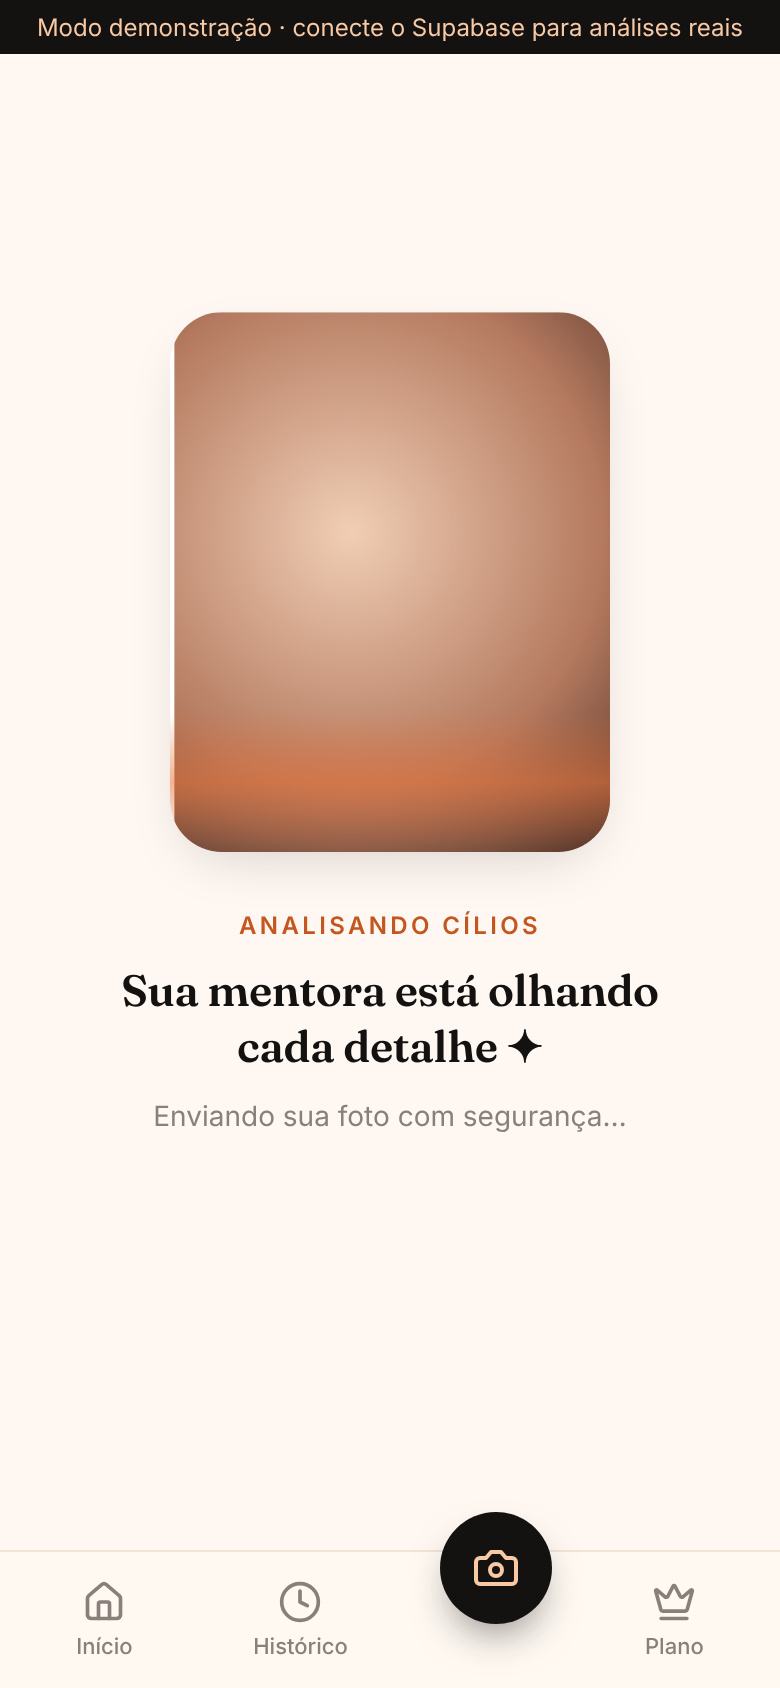 Modo demonstração · conecte o Supabase para análises reais
ANALISANDO CÍLIOS
Sua mentora está olhando
cada detalhe ✦
Enviando sua foto com segurança...
Início
Histórico
Plano